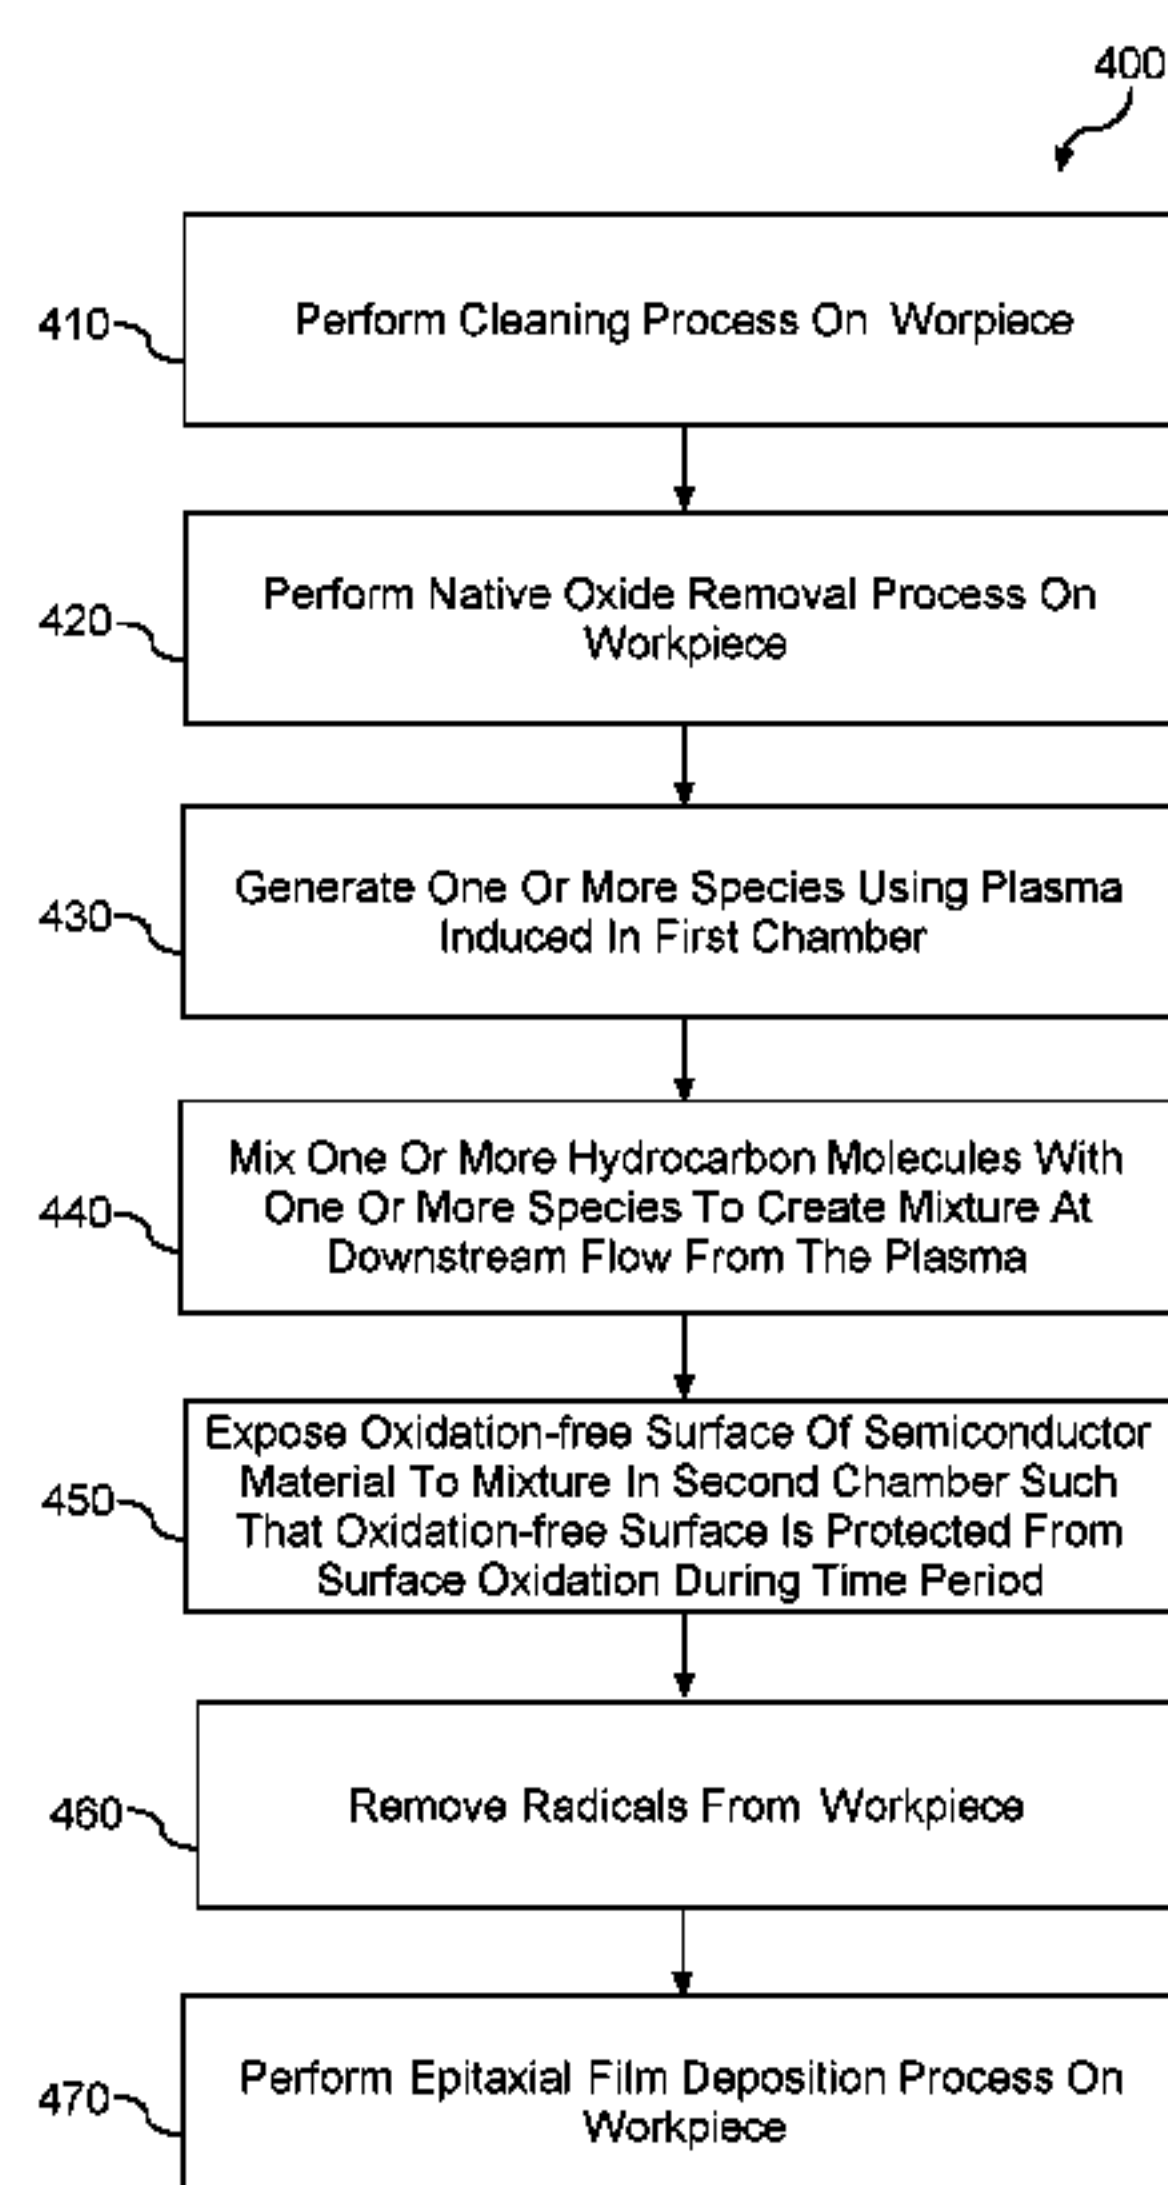 400
410
Perform Cleaning Process On Worpiece
420
Perform Native Oxide Removal Process On
Workpiece
430
Generate One Or More Species Using Plasma
Induced In First Chamber
440
Mix One Or More Hydrocarbon Molecules With
One Or More Species To Create Mixture At
Downstream Flow From The Plasma
450
Expose Oxidation-free Surface Of Semiconductor
Material To Mixture In Second Chamber Such
That Oxidation-free Surface Is Protected From
Surface Oxidation During Time Period
460
Remove Radicals From Workpiece
470
Perform Epitaxial Film Deposition Process On
Workpiece